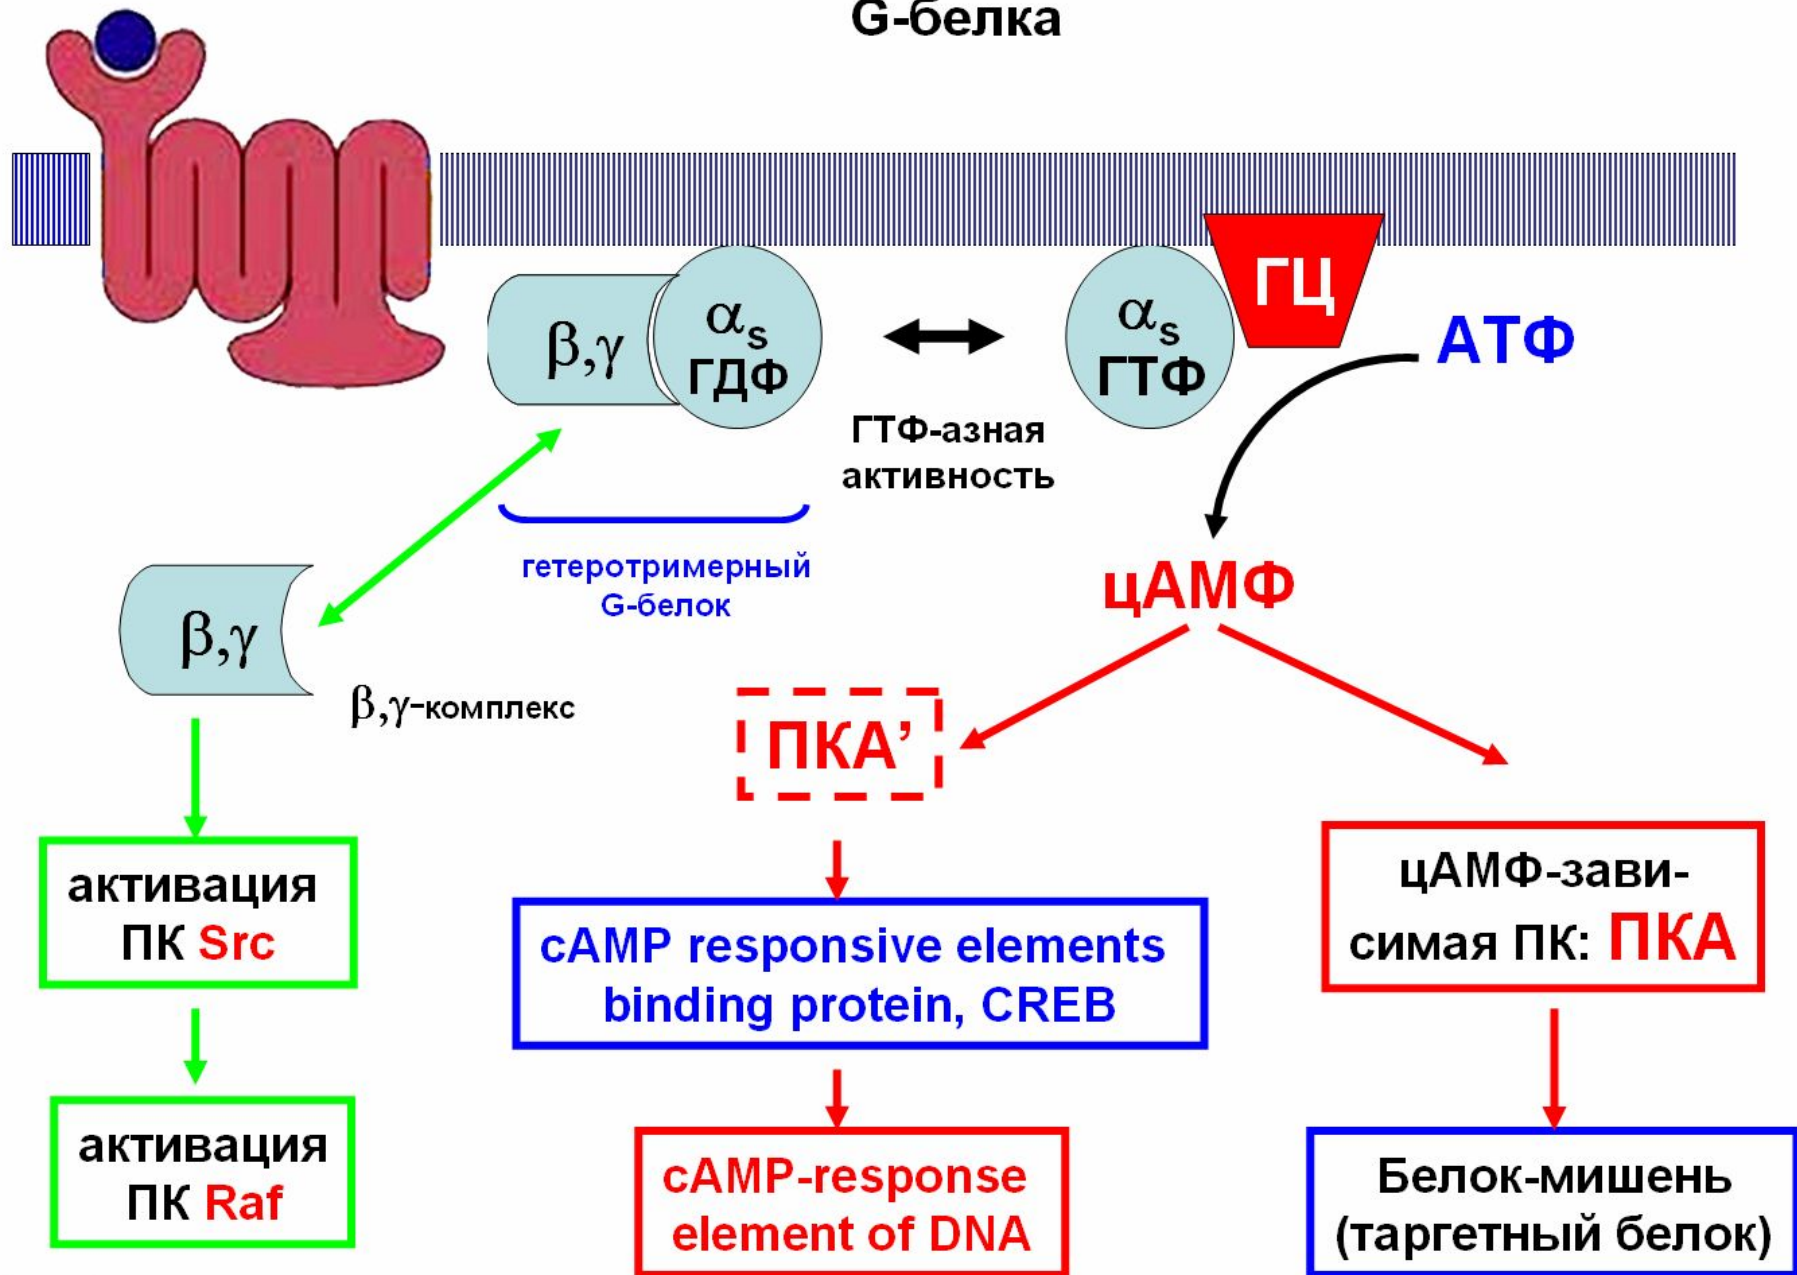 G-белка
ГЦ
β,γ
αs
ГДФ
αs
ГТФ
АТФ
ГТФ-азная
активность
гетеротримерный
G-белок
цАМФ
β,γ
β,γ-комплекс
ПКА’
активация
ПК Src
cAMP responsive elements
binding protein, CREB
цАМФ-зави-
симая ПК: ПКА
активация
ПК Raf
cAMP-response
element of DNA
Белок-мишень
(таргетный белок)